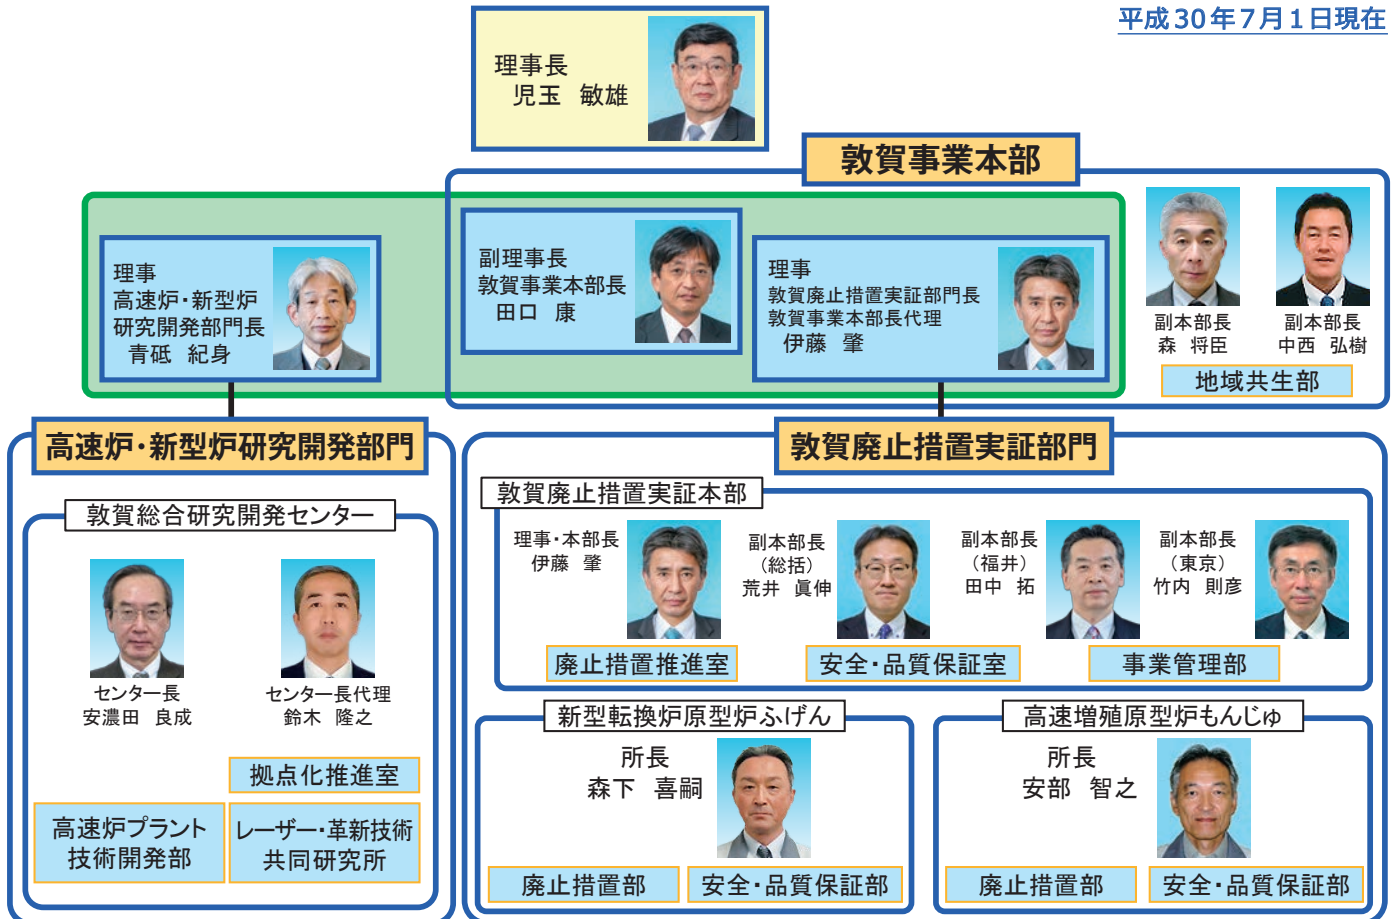 平成30年7月1日現在
理事長
児玉 敏雄
敦賀事業本部
理事
高速炉・新型炉
研究開発部門長
青砥 紀身
副理事長
敦賀事業本部長
田口 康
理事
敦賀廃止措置実証部門長
敦賀事業本部長代理
伊藤 肇
副本部長
森 将臣
副本部長
中西 弘樹
地域共生部
高速炉・新型炉研究開発部門
敦賀総合研究開発センター
センター長
安濃田 良成
センター長代理
鈴木 隆之
拠点化推進室
高速炉プラント
技術開発部
レーザー・革新技術
共同研究所
敦賀廃止措置実証部門
敦賀廃止措置実証本部
理事・本部長
伊藤 肇
副本部長
（総括）
荒井 眞伸
副本部長
（福井）
田中 拓
副本部長
（東京）
竹内 則彦
廃止措置推進室
安全・品質保証室
事業管理部
新型転換炉原型炉ふげん
所長
森下 喜嗣
廃止措置部
安全・品質保証部
高速増殖原型炉もんじゅ
所長
安部 智之
廃止措置部
安全・品質保証部